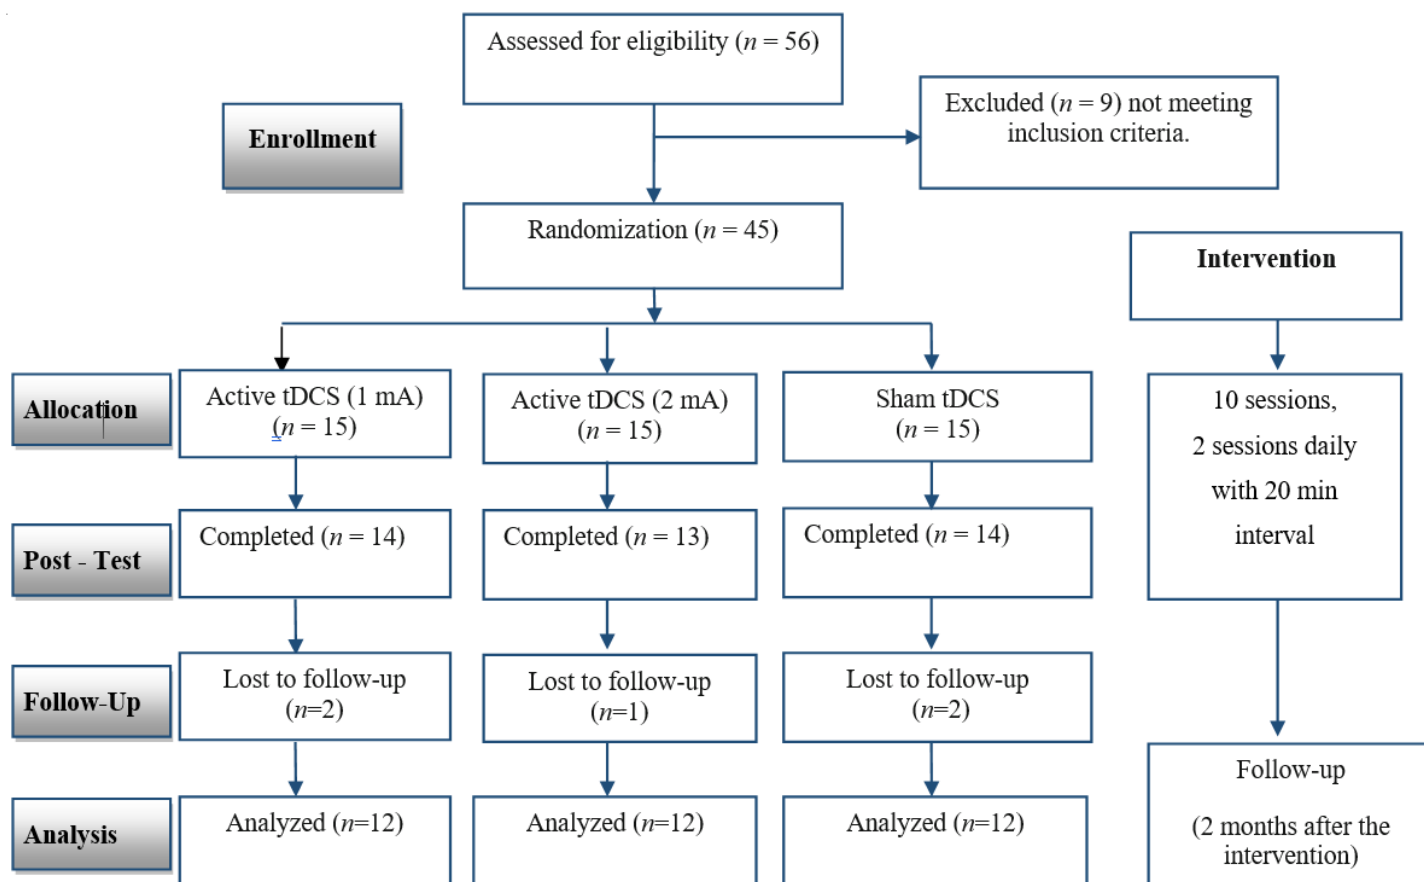 Assessed for eligibility (n = 56)
Excluded (n = 9) not meeting
inclusion criteria.
Enrollment
Randomization (n = 45)
Intervention
Allocation
Active tDCS (1 mA)
(n = 15)
Active tDCS (2 mA)
(n = 15)
Sham tDCS
(n = 15)
10 sessions,
2 sessions daily
with 20 min
interval
Post - Test
Completed (n = 14)
Completed (n = 13)
Completed (n = 14)
Follow-Up
Lost to follow-up
(n=2)
Lost to follow-up
(n=1)
Lost to follow-up
(n=2)
Analysis
Analyzed (n=12)
Analyzed (n=12)
Analyzed (n=12)
Follow-up
(2 months after the
intervention)